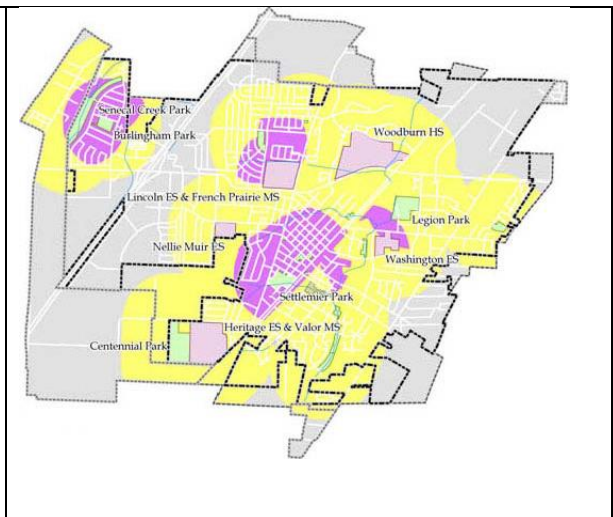 Senecal Creek Park
Burlingham Park
Woodburn HS
Lincoln ES & French Prairie MS
Legion Park
Nellie Muir ES
Washington ES
Settlemier Park
Heritage ES & Valor MS
Centennial Park